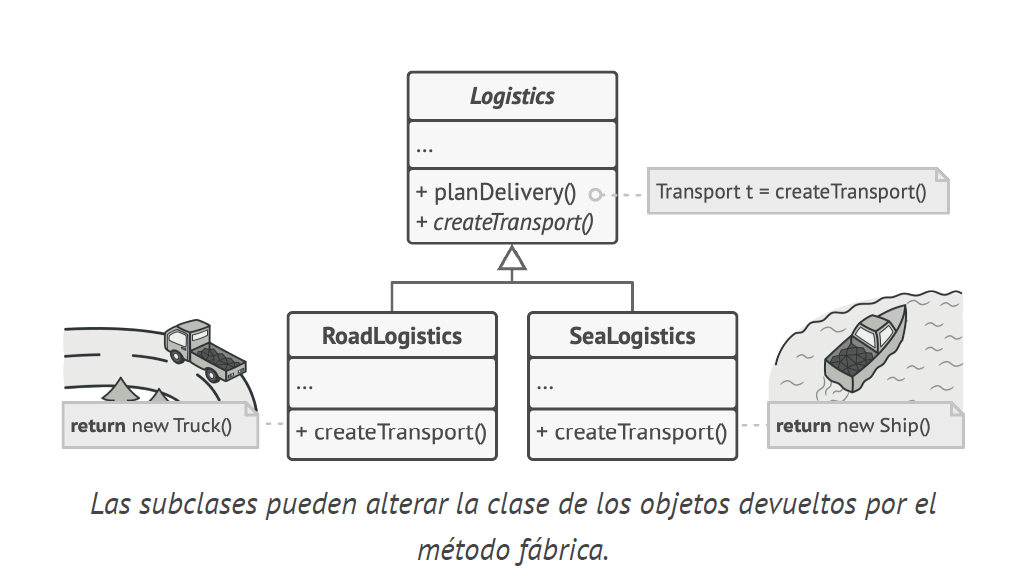 Logistics
...
+ planDelivery()
Transport t = createTransport()
+ createTransport()
RoadLogistics
...
+ createTransport()
SeaLogistics
...
+ createTransport()
return new Truck()
return new Ship()
Las subclases pueden alterar la clase de los objetos devueltos por el
método fábrica.